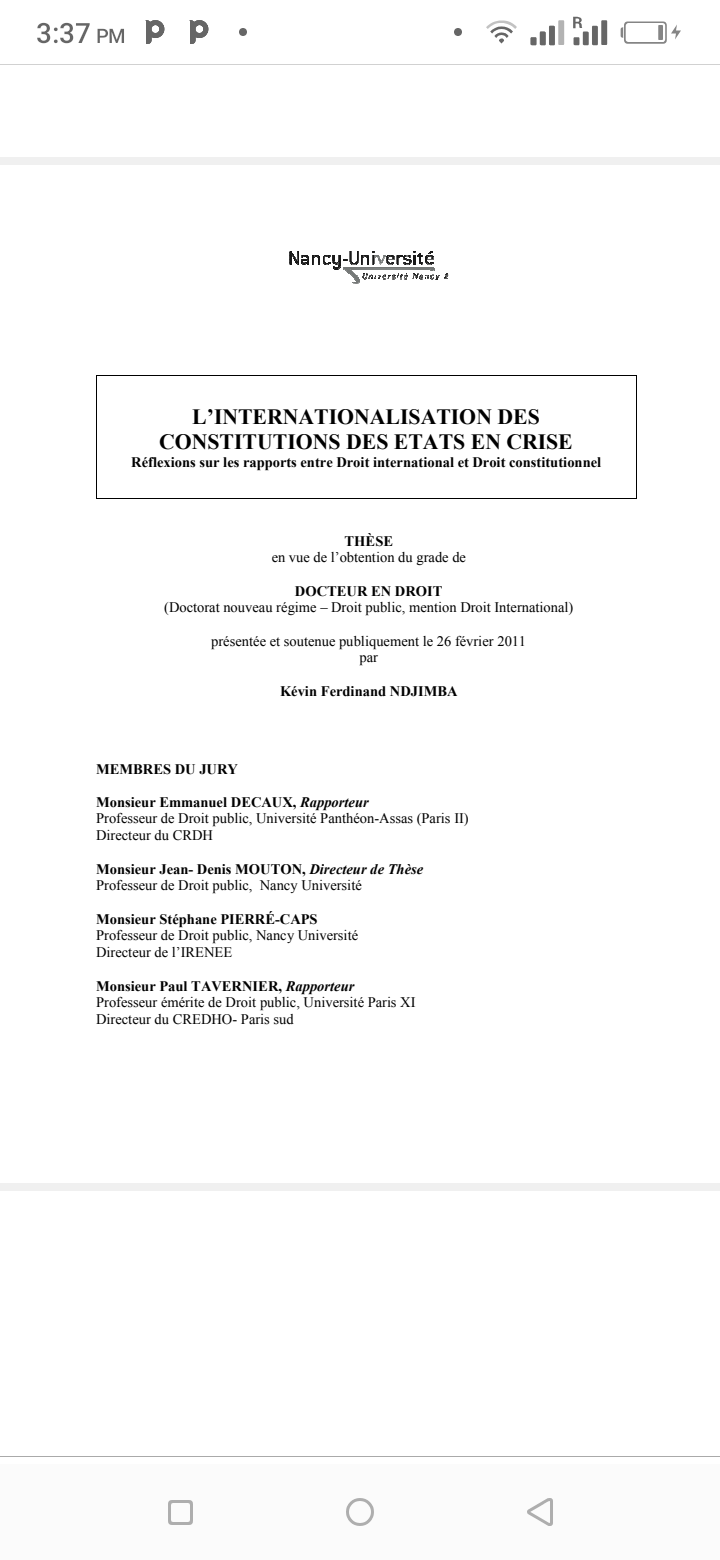 3:37 PM
R
Nancy-Université
Université Nancy 2
L’INTERNATIONALISATION DES
CONSTITUTIONS DES ETATS EN CRISE
Réflexions sur les rapports entre Droit international et Droit constitutionnel
THÈSE
en vue de l’obtention du grade de
DOCTEUR EN DROIT
(Doctorat nouveau régime – Droit public, mention Droit International)
présentée et soutenue publiquement le 26 février 2011
par
Kévin Ferdinand NDJIMBA
MEMBRES DU JURY
Monsieur Emmanuel DECAUX, Rapporteur
Professeur de Droit public, Université Panthéon-Assas (Paris II)
Directeur du CRDH
Monsieur Jean- Denis MOUTON, Directeur de Thèse
Professeur de Droit public, Nancy Université
Monsieur Stéphane PIERRÉ-CAPS
Professeur de Droit public, Nancy Université
Directeur de l’IRENEE
Monsieur Paul TAVERNIER, Rapporteur
Professeur émérite de Droit public, Université Paris XI
Directeur du CREDHO- Paris sud